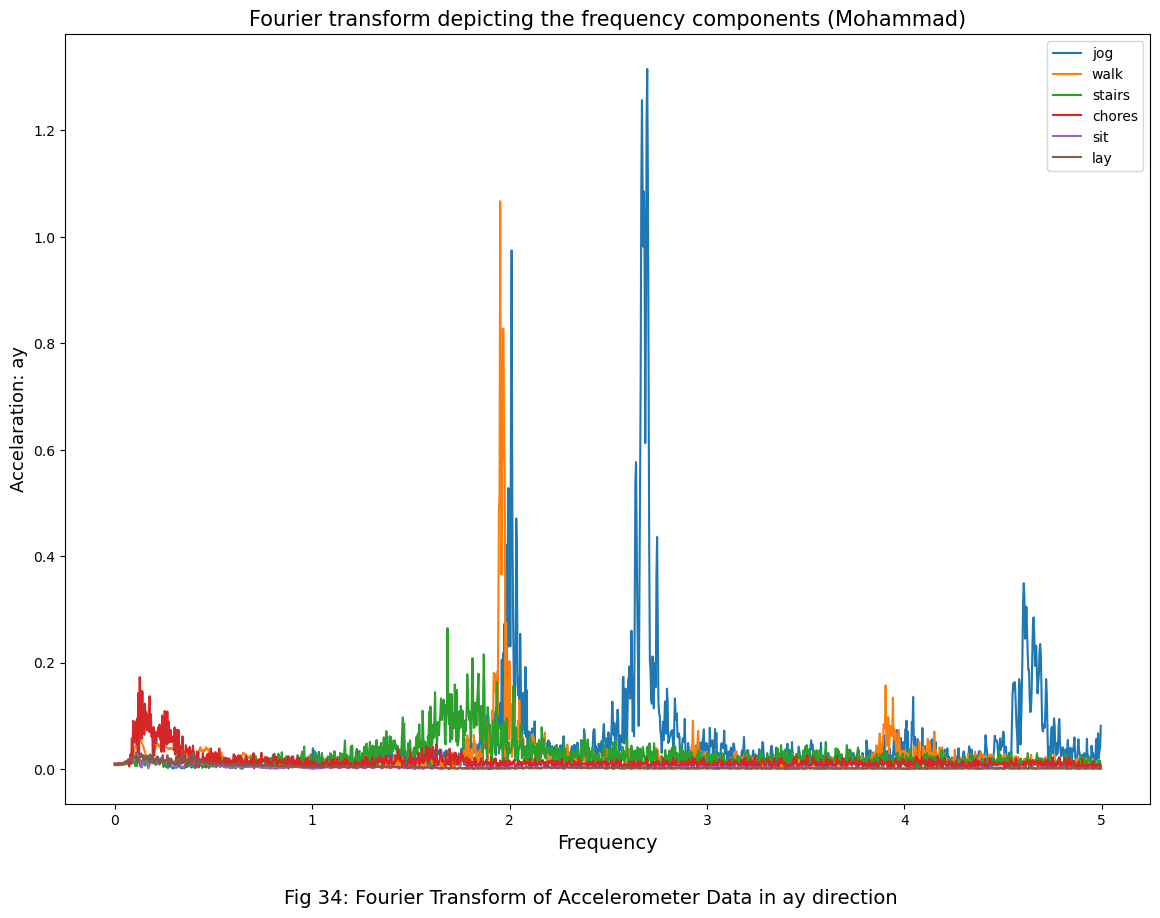 Fourier transform depicting the frequency components (Mohammad)
jog
walk
stairs
chores
sit
lay
1.2
1.0
0.8
0.6
0.4
0.2
0.0
Accelaration: ay
0 1 2 3 4 5
Frequency
Fig 34: Fourier Transform of Accelerometer Data in ay direction